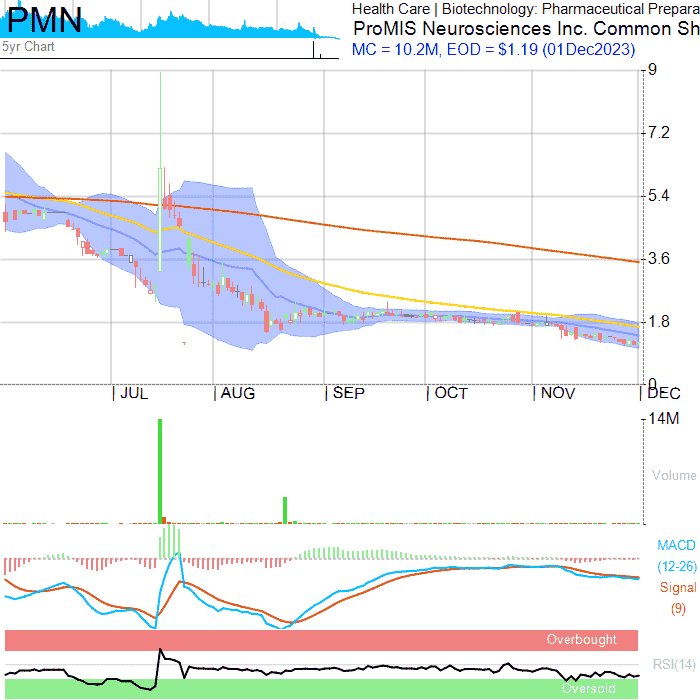 PMN
5yr Chart
Health Care | Biotechnology: Pharmaceutical Prepara
ProMIS Neurosciences Inc. Common Sh
MC = 10.2M, EOD = $1.19 (01Dec2023)
9
7.2
5.4
3.6
1.8
0
JUL AUG SEP OCT NOV DEC
14M
Volume
MACD
(12-26)
Signal
(9)
Overbought
RSI(14)
Oversold